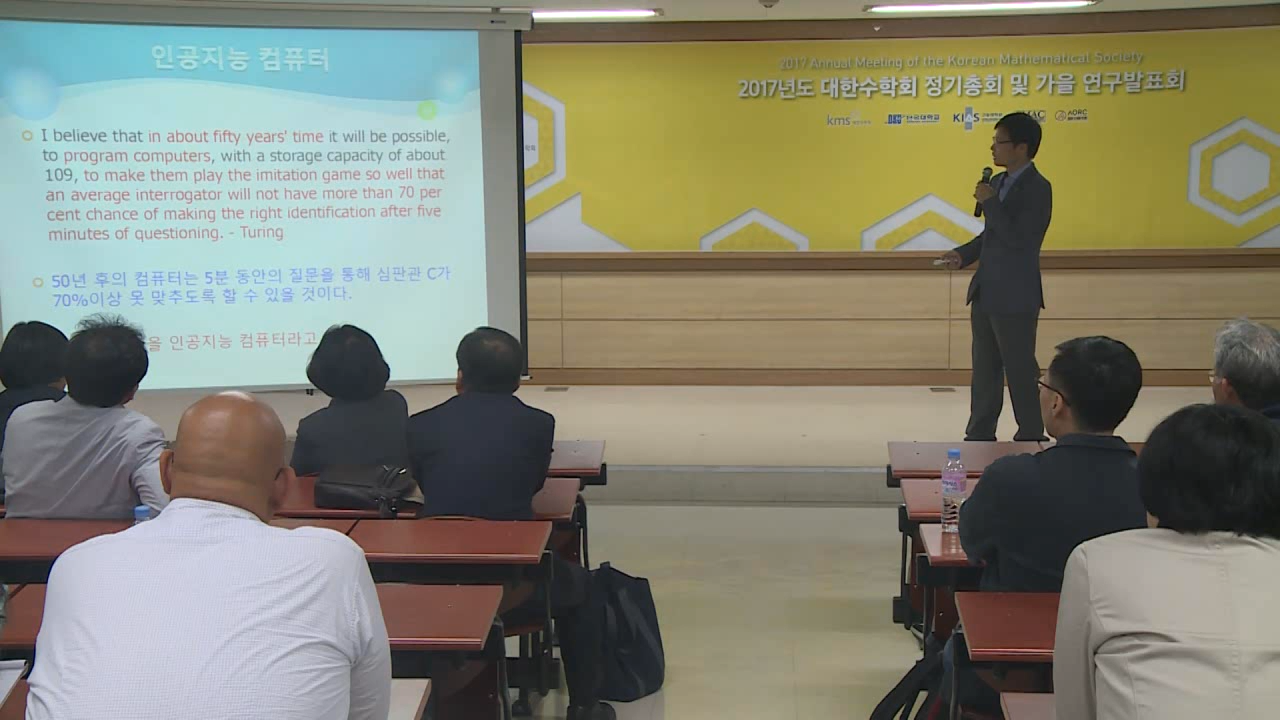 인공지능 컴퓨터
I believe that in about fifty years' time it will be possible,
to program computers, with a storage capacity of about
109, to make them play the imitation game so well that
an average interrogator will not have more than 70 per
cent chance of making the right identification after five
minutes of questioning. - Turing
50년 후의 컴퓨터는 5분 동안의 질문을 통해 심판관 C가
70%이상 못 맞추도록 할 수 있을 것이다.
을 인공지능 컴퓨터라고
2017 Annual Meeting of the Korean Mathematical Society
2017년도 대한수학회 정기총회 및 가을 연구발표회
kms
단국대학교
KIAS
AORC